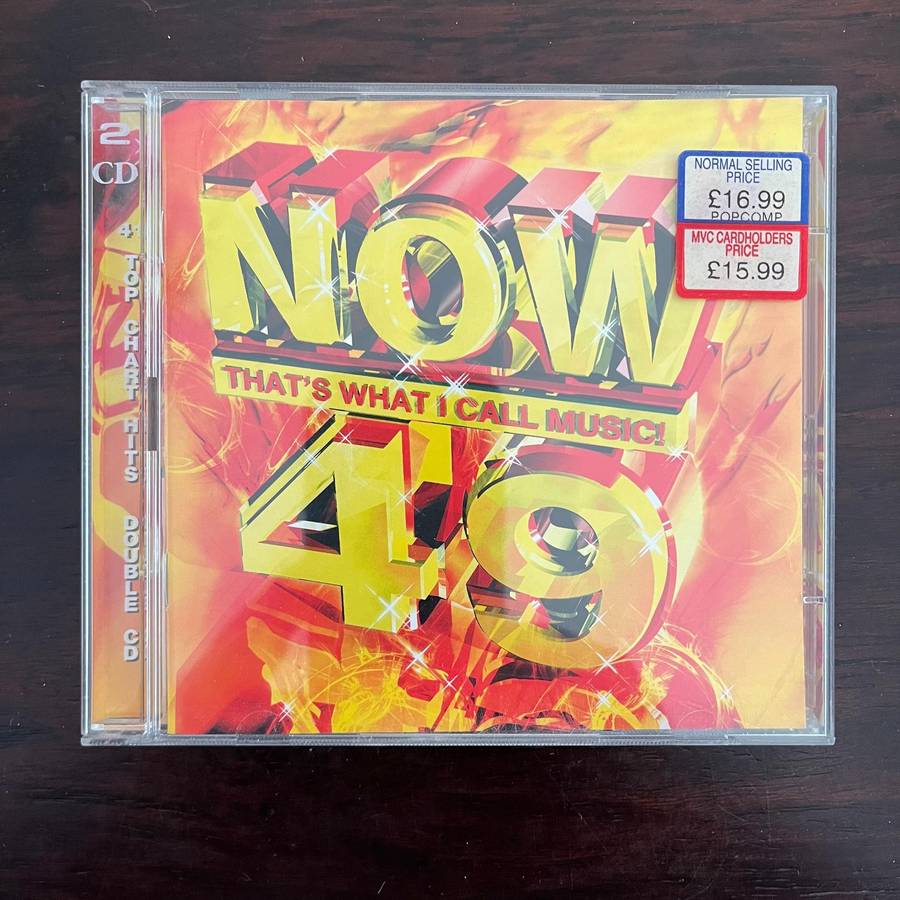 2
CD
4' TOP CHART HITS DOUBLE CD
NOW
THAT'S WHAT I CALL MUSIC!
49
NORMAL SELLING
PRICE
£16.99
POPCOMP
MVC CARDHOLDERS
PRICE
£15.99